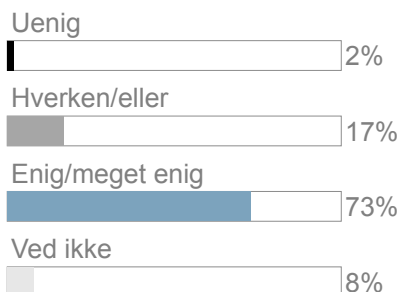 Uenig
2%
Hverken/eller
17%
Enig/meget enig
73%
Ved ikke
8%